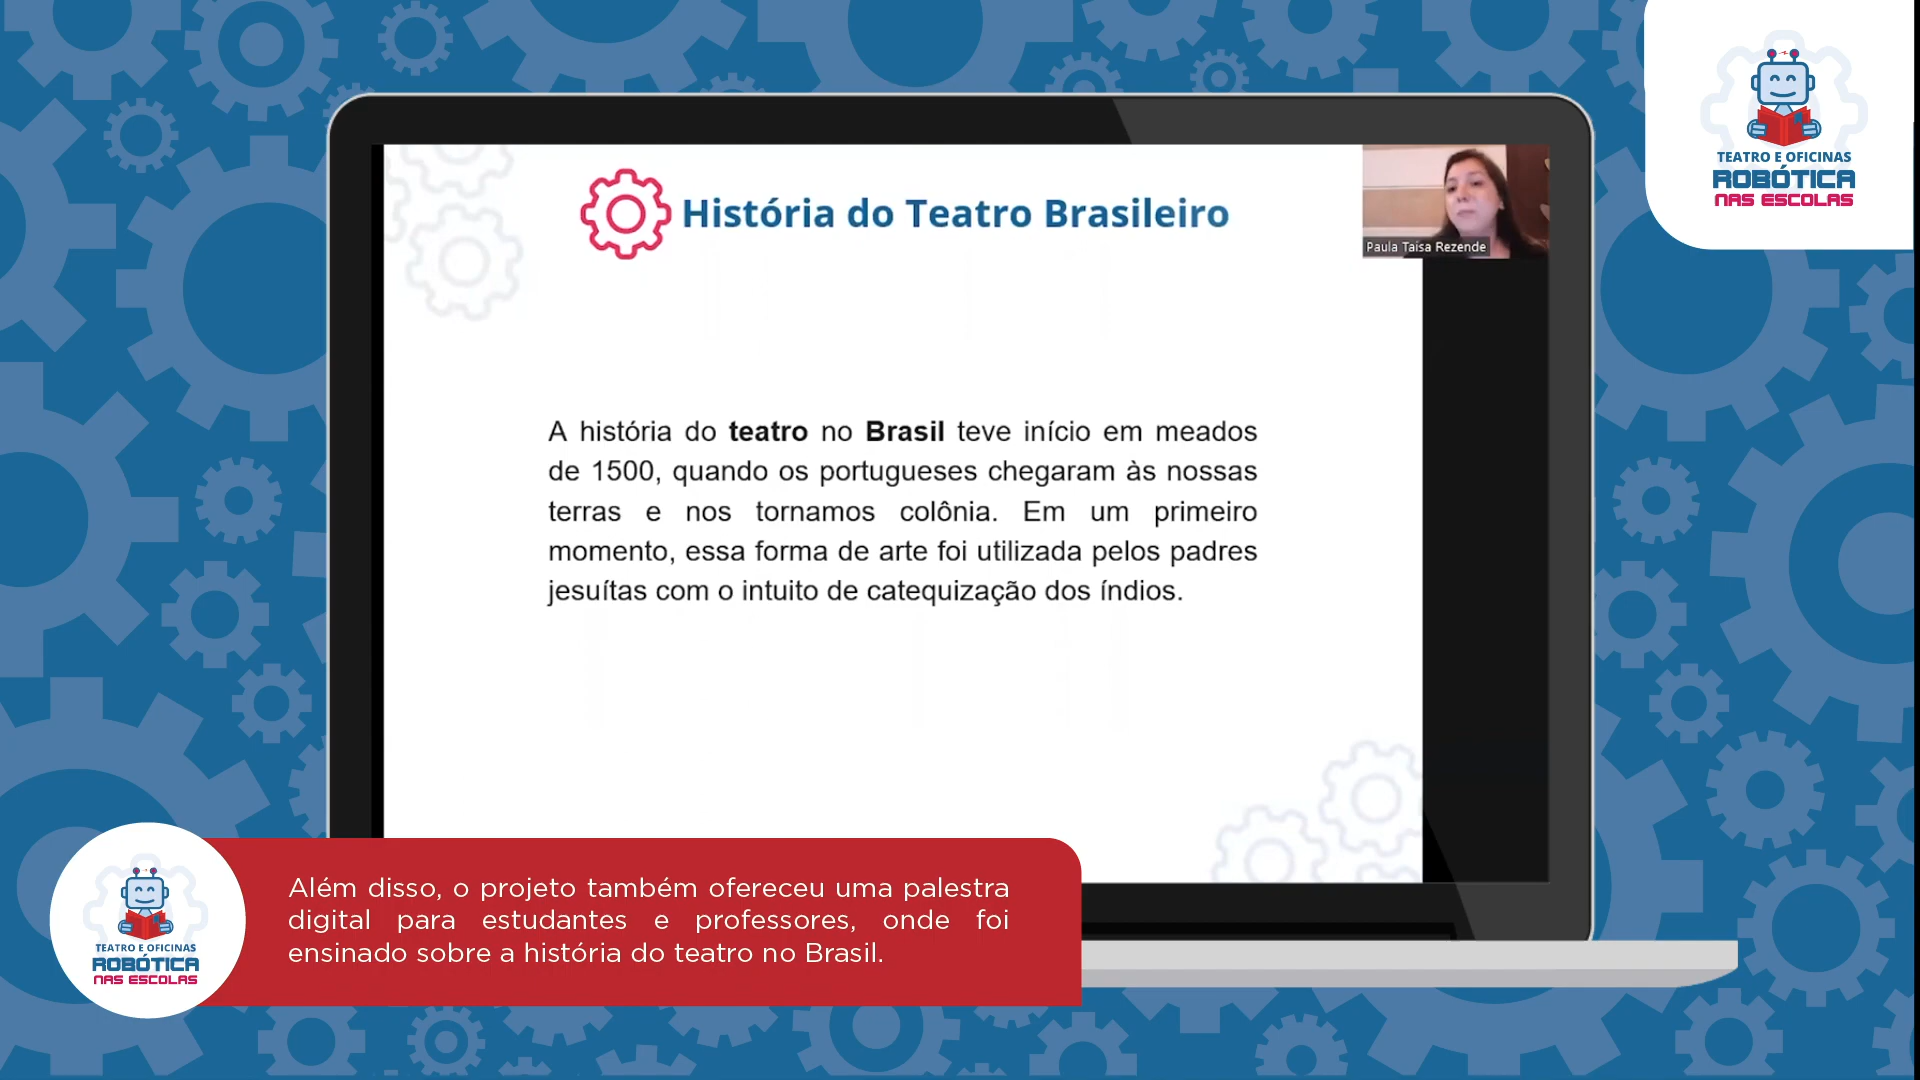 TEATRO E OFICINAS
ROBÓTICA
NAS ESCOLAS
História do Teatro Brasileiro
Paula Taisa Rezende
A história do teatro no Brasil teve início em meados
de 1500, quando os portugueses chegaram às nossas
terras e nos tornamos colônia. Em um primeiro
momento, essa forma de arte foi utilizada pelos padres
jesuítas com o intuito de catequização dos índios.
Além disso, o projeto também ofereceu uma palestra
digital para estudantes e professores, onde foi
ensinado sobre a história do teatro no Brasil.
TEATRO E OFICINAS
ROBÓTICA
NAS ESCOLAS